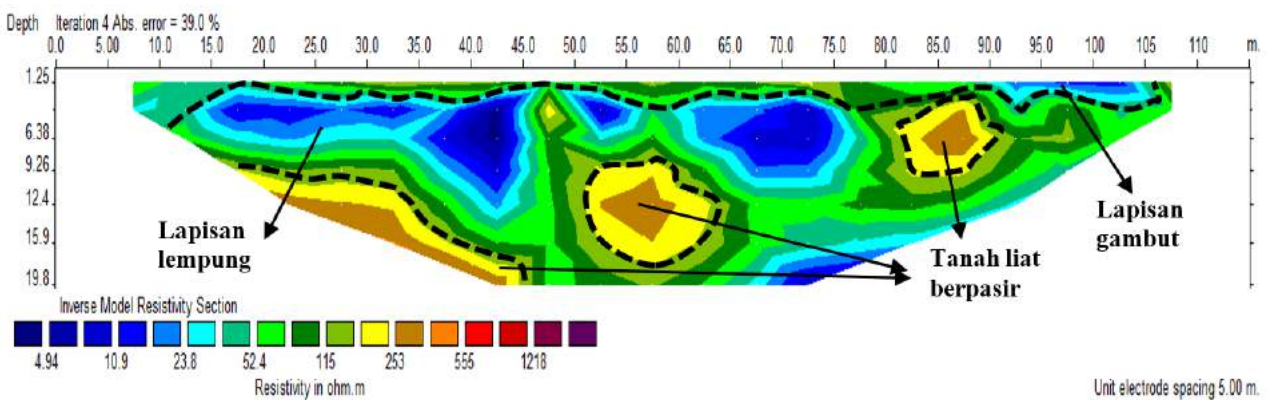 Depth Iteration 4 Abs. error = 39.0 %
0.0 5.00 10.0 15.0 20.0 25.0 30.0 35.0 40.0 45.0 50.0 55.0 60.0 65.0 70.0 75.0 80.0 85.0 90.0 95.0 100 105 110 m.
1.25
6.38
9.26
12.4
15.9
19.8
Lapisan
lempung
Tanah liat
berpasir
Lapisan
gambut
Inverse Model Resistivity Section
4.94 10.9 23.8 52.4 115 253 555 1218
Resistivity in ohm.m
Unit electrode spacing 5.00 m.